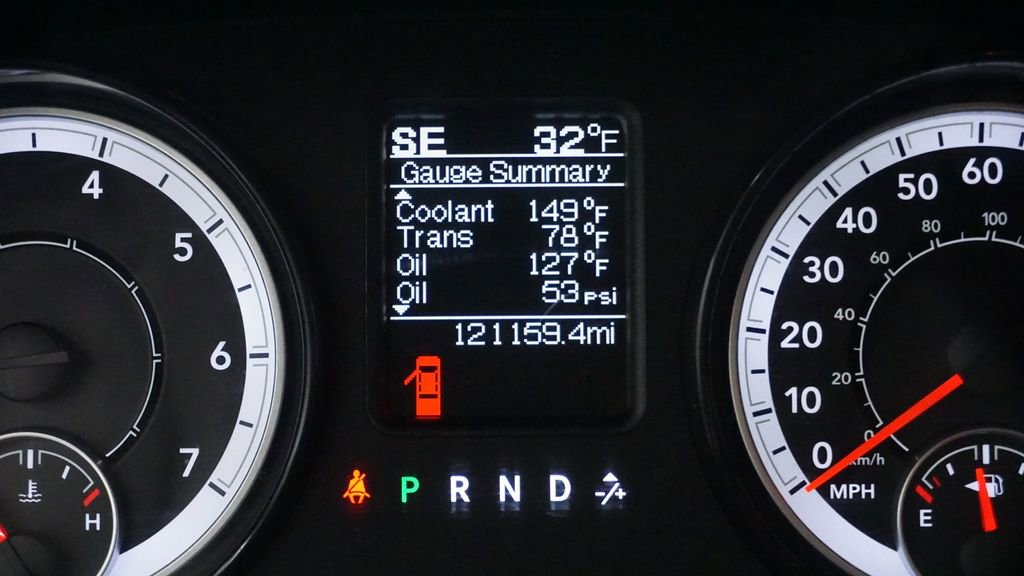 SE 32°F
Gauge Summary
Coolant 149°F
Trans 78°F
Oil 127°F
Oil 53 PSI
121159.4mi
P R N D -/+
4
5
6
7
H
0
10
20
30
40
50
60
0
20
40
60
80
100
km/h
MPH
E